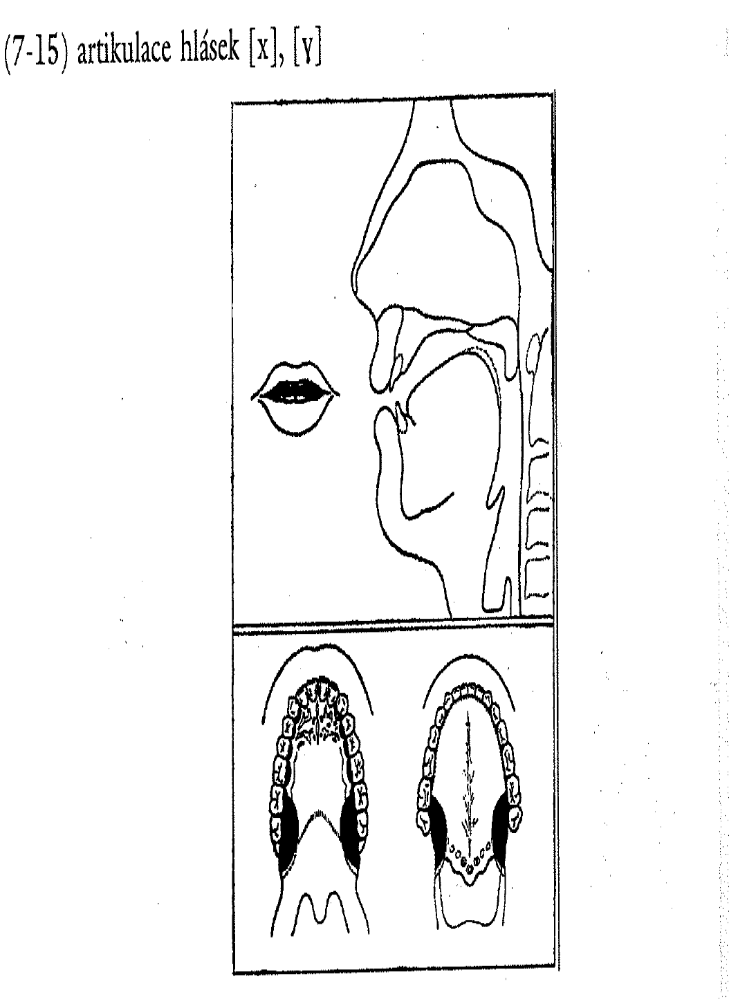 (7-15) artikulace hlásek [x], [ɣ]